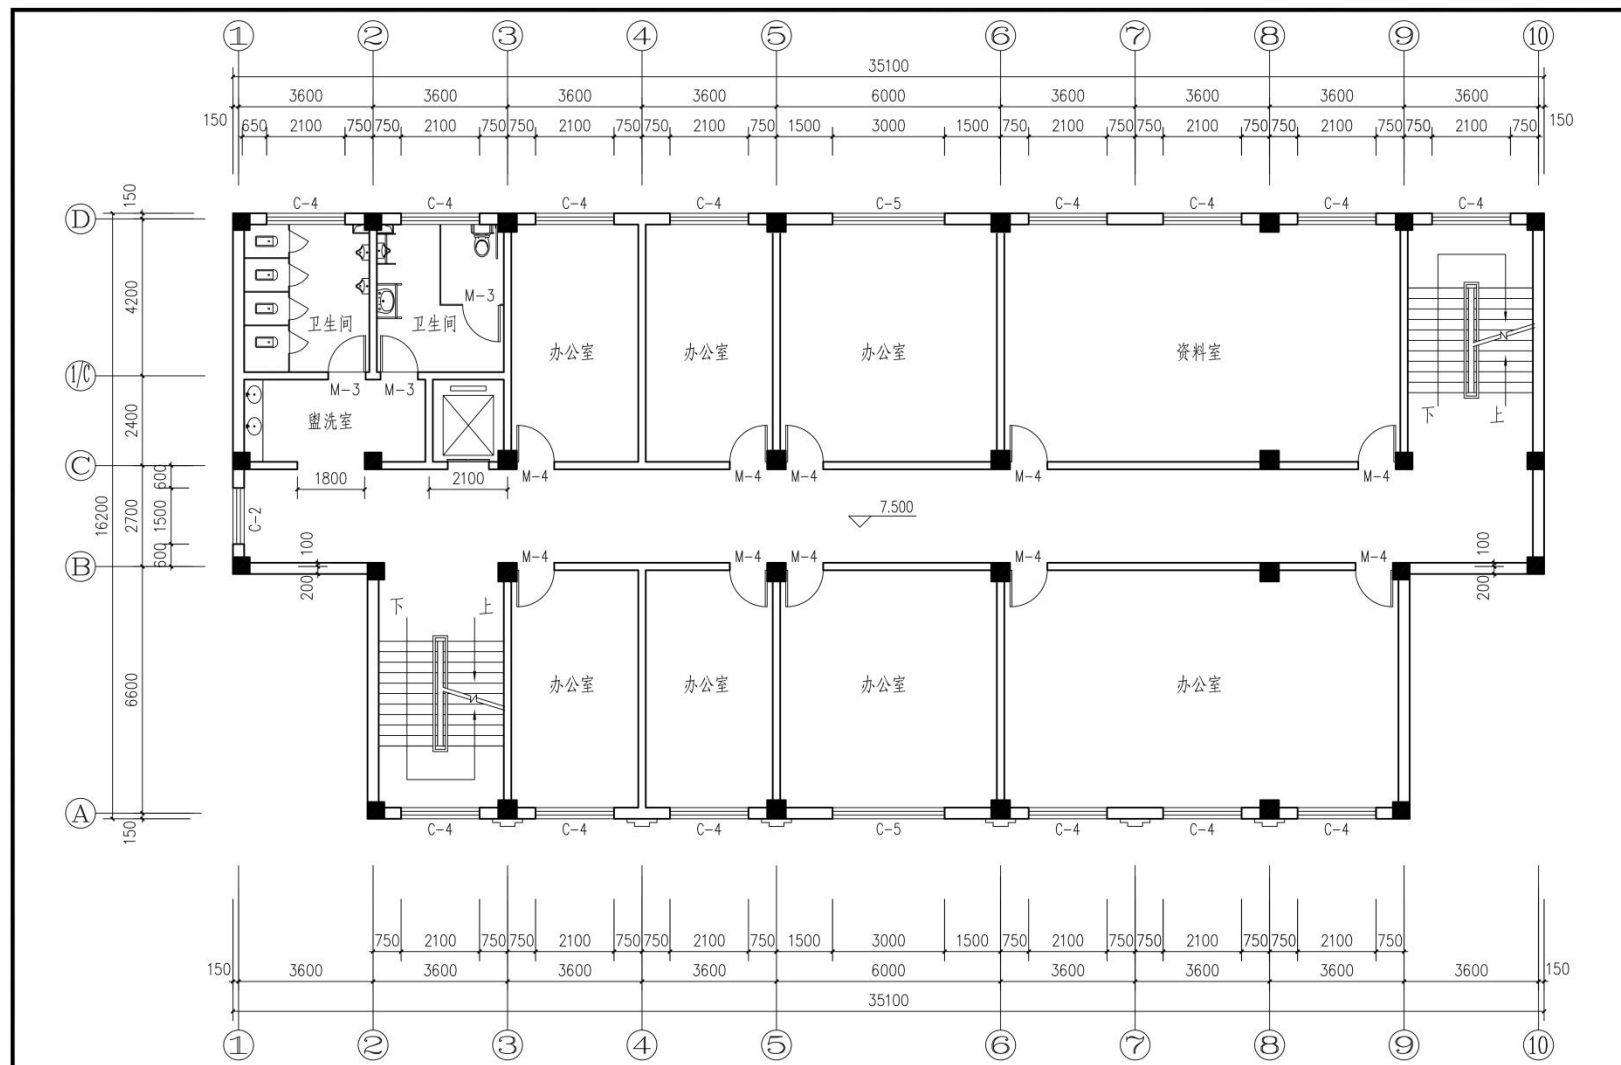 1 2 3 4 5 6 7 8 9 10
35100
3600 3600 3600 3600 6000 3600 3600 3600 3600
150 650 2100 750 750 2100 750 750 2100 750 750 2100 750 1500 3000 1500 750 2100 750 750 2100 750 750 2100 750 750 2100 750 150
150
C-4 C-4 C-4 C-4 C-5 C-4 C-4 C-4 C-4
D
4200
M-3
卫生间 卫生间
办公室 办公室 办公室 资料室
1/C
M-3 M-3
2400
盥洗室
下 上
C
600 1800 2100 M-4 M-4 M-4 M-4 M-4
16200 2700 1500 C-2 7.500
600 100 M-4 M-4 M-4 M-4 M-4 100
B
200 200
下 上
6600
办公室 办公室 办公室 办公室
A
150 C-4 C-4 C-4 C-5 C-4 C-4 C-4
750 2100 750 750 2100 750 750 2100 750 1500 3000 1500 750 2100 750 750 2100 750 750 2100 750
150 3600 3600 3600 3600 6000 3600 3600 3600 3600 150
35100
1 2 3 4 5 6 7 8 9 10